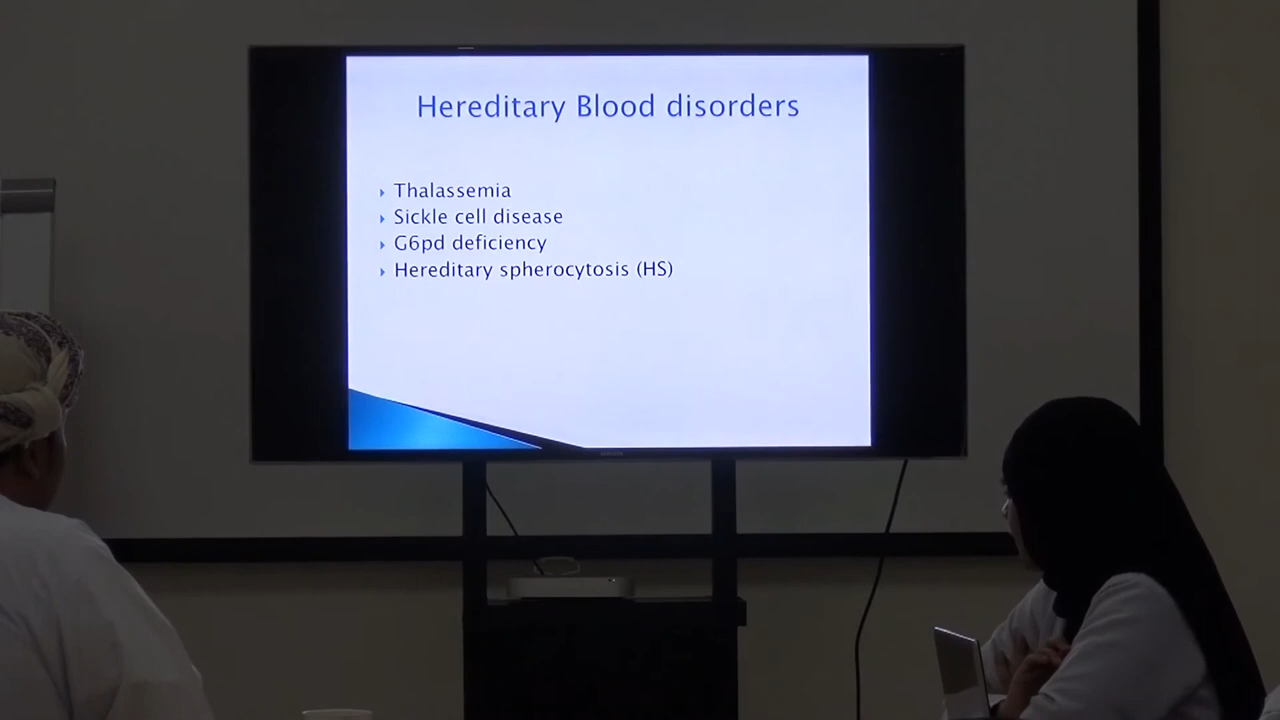 Hereditary Blood disorders
Thalassemia
Sickle cell disease
G6pd deficiency
Hereditary spherocytosis (HS)